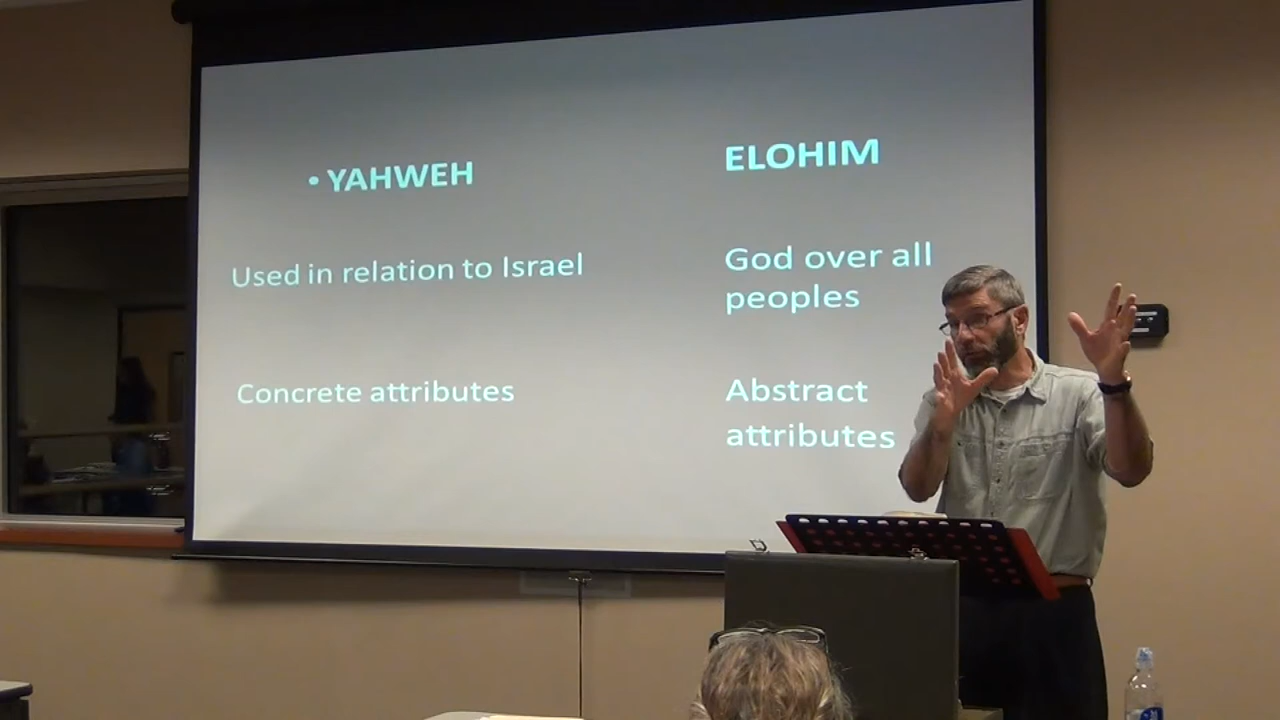 • YAHWEH
Used in relation to Israel
Concrete attributes
ELOHIM
God over all
peoples
Abstract
attributes